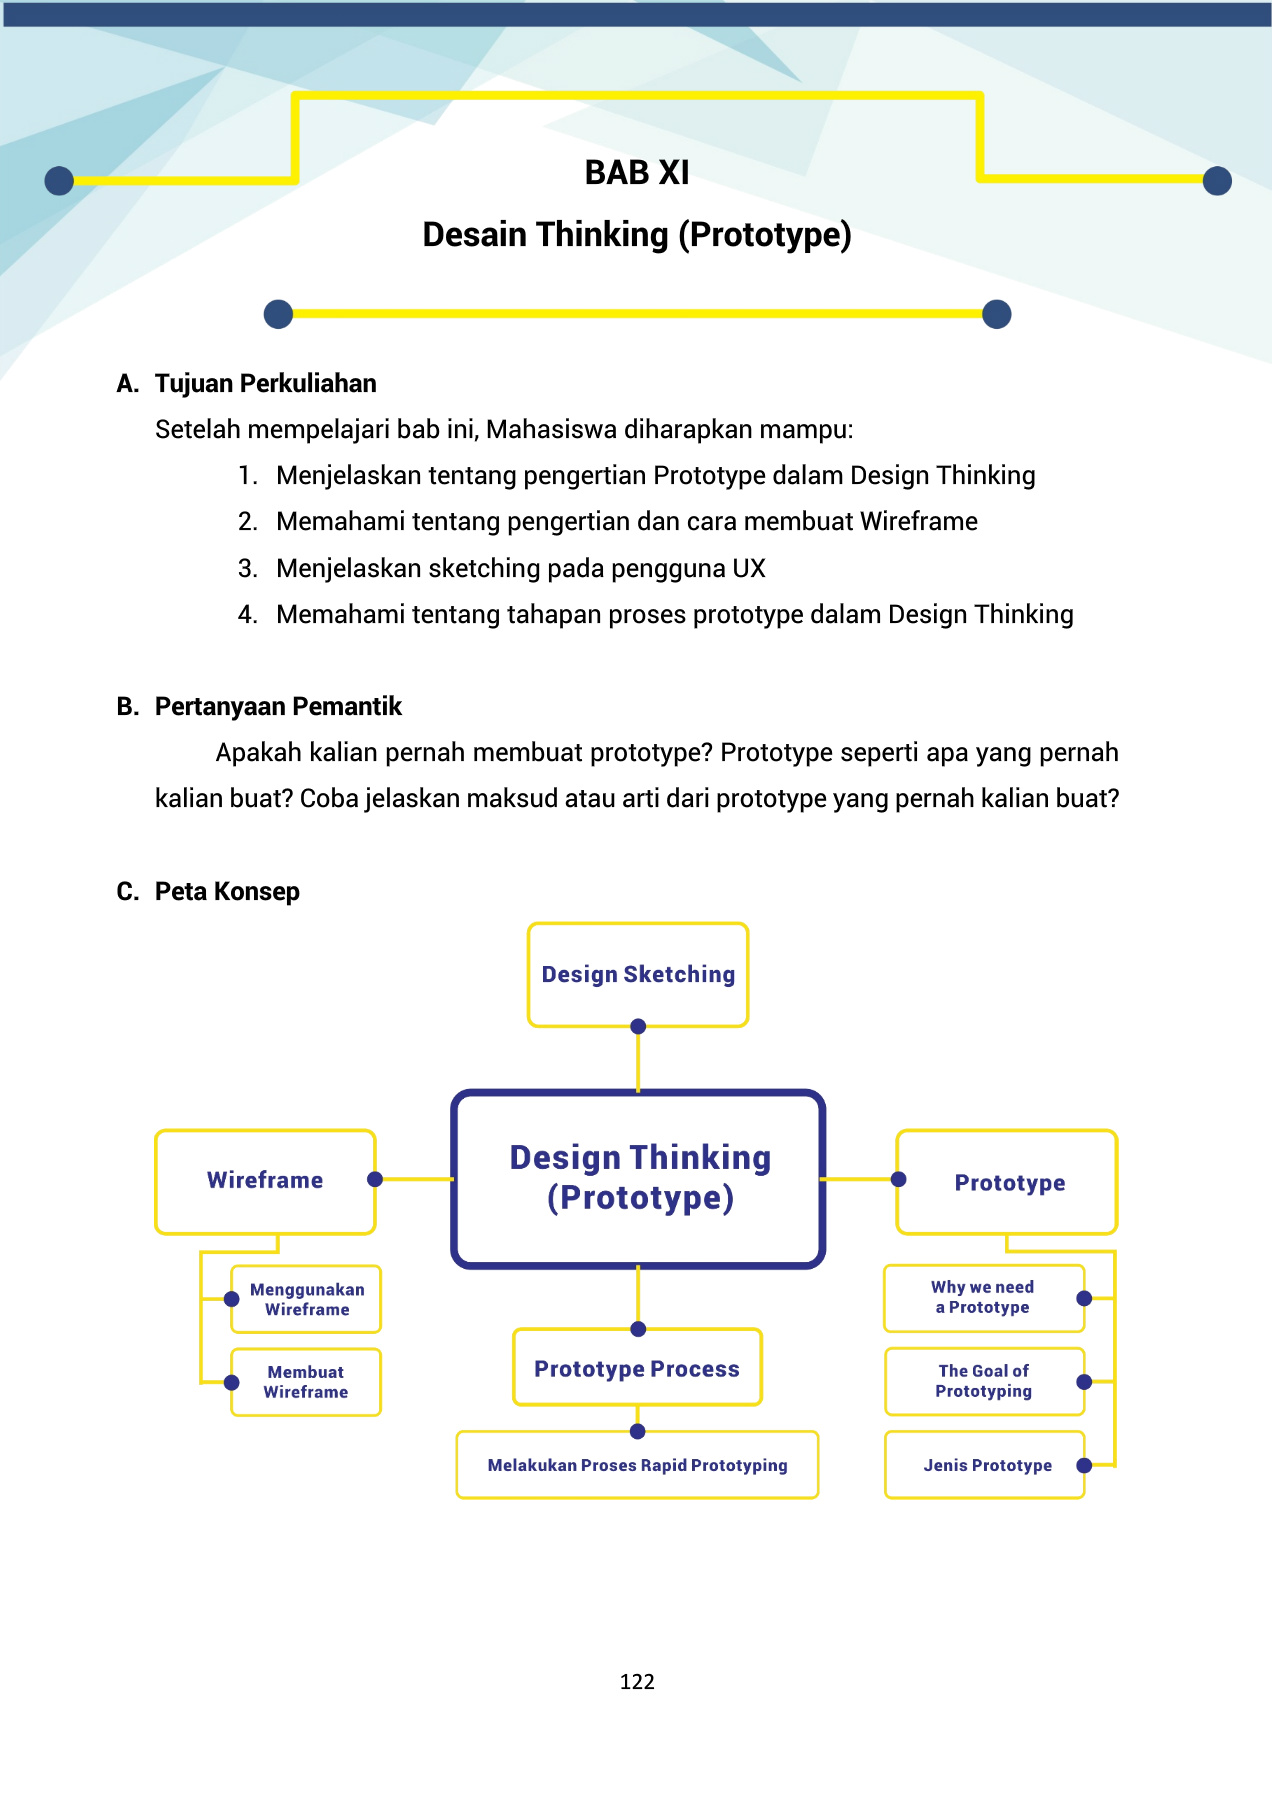 BAB XI
Desain Thinking (Prototype)
A. Tujuan Perkuliahan
Setelah mempelajari bab ini, Mahasiswa diharapkan mampu:
1. Menjelaskan tentang pengertian Prototype dalam Design Thinking
2. Memahami tentang pengertian dan cara membuat Wireframe
3. Menjelaskan sketching pada pengguna UX
4. Memahami tentang tahapan proses prototype dalam Design Thinking
B. Pertanyaan Pemantik
Apakah kalian pernah membuat prototype? Prototype seperti apa yang pernah
kalian buat? Coba jelaskan maksud atau arti dari prototype yang pernah kalian buat?
C. Peta Konsep
Design Sketching
Design Thinking
(Prototype)
Wireframe
Menggunakan
Wireframe
Membuat
Wireframe
Prototype Process
Melakukan Proses Rapid Prototyping
Prototype
Why we need
a Prototype
The Goal of
Prototyping
Jenis Prototype
122